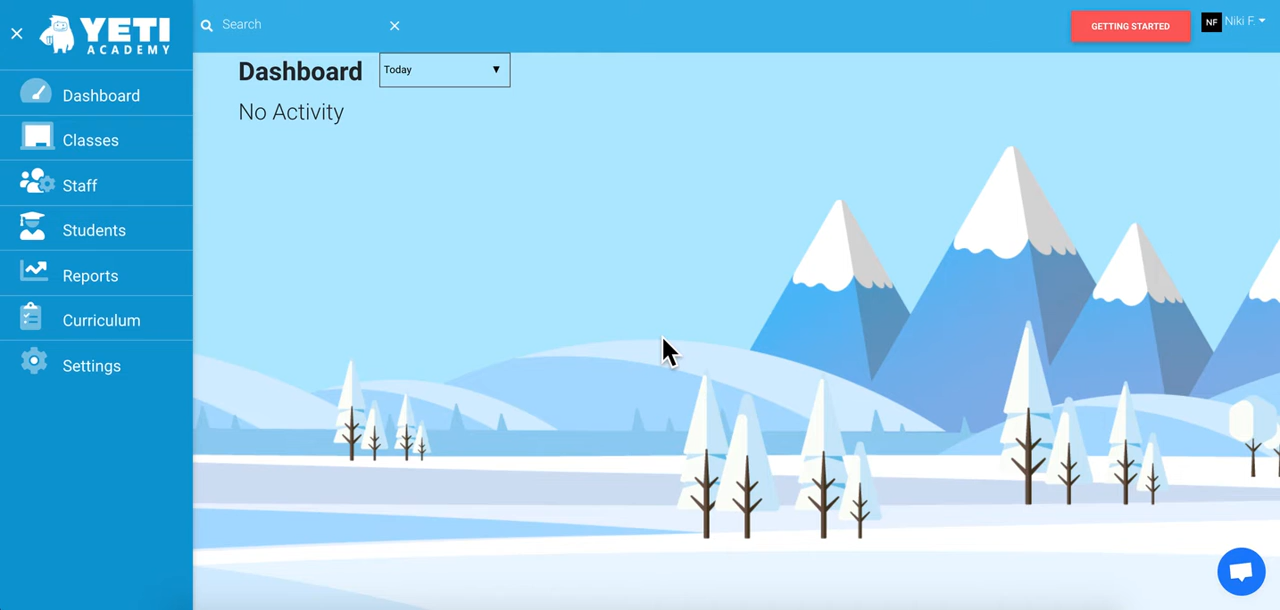 YETI
ACADEMY
Search
GETTING STARTED
NF
Niki F.
Dashboard
Today
No Activity
Dashboard
Classes
Staff
Students
Reports
Curriculum
Settings